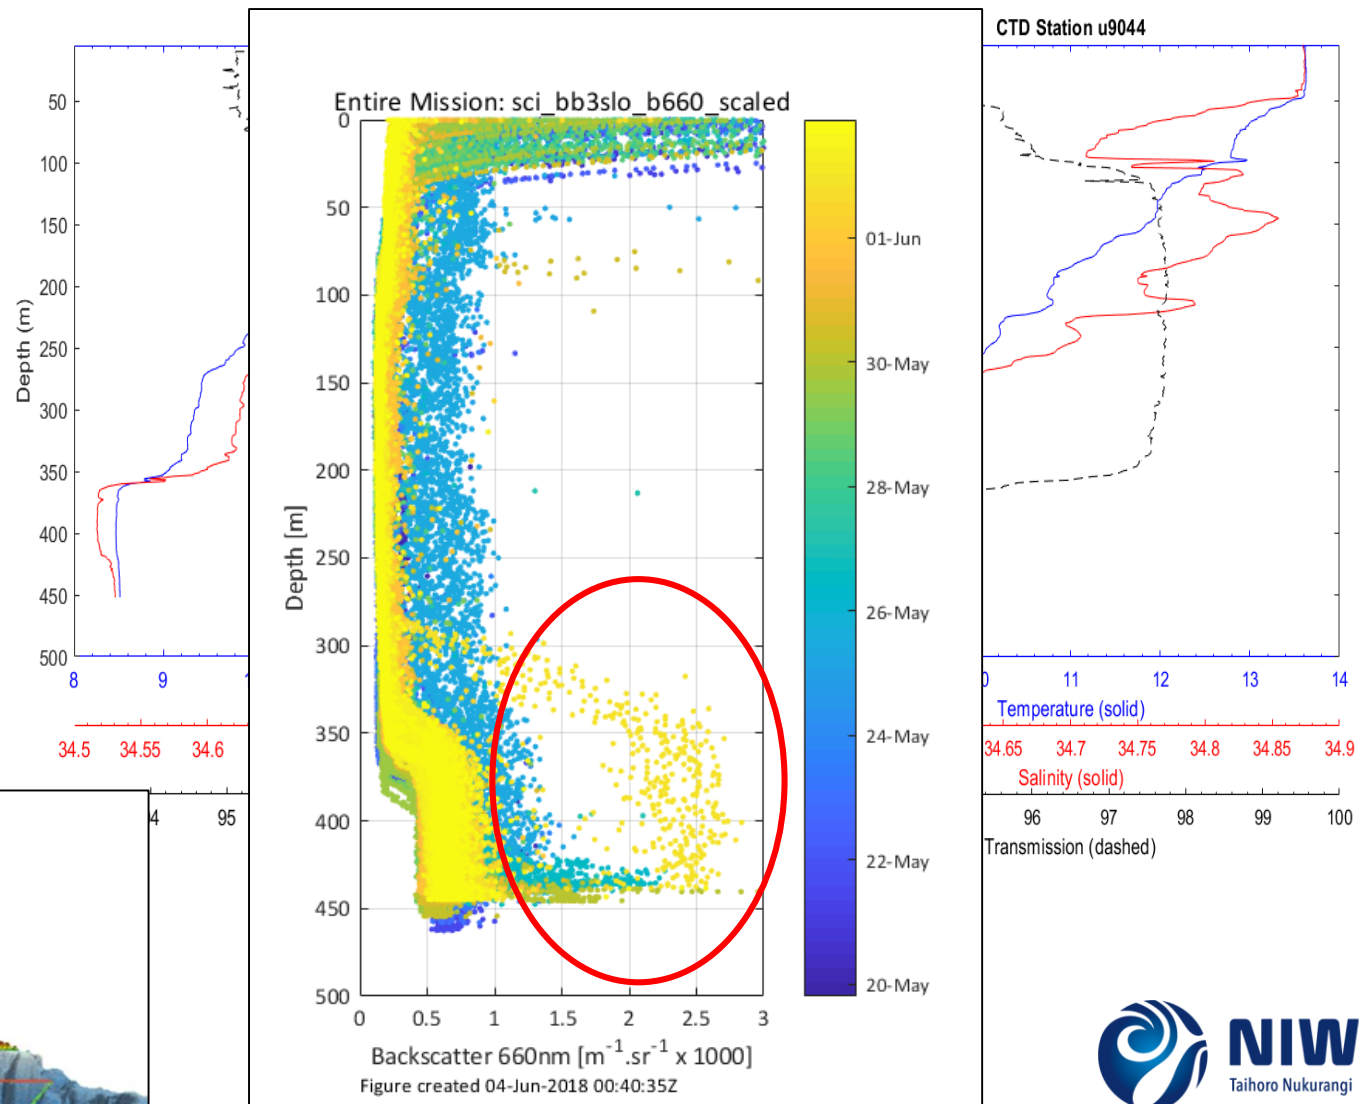 CTD Station u9044
Entire Mission: sci_bb3slo_b660_scaled
0
50
100
150
200
250
300
350
400
450
500
Depth [m]
0 0.5 1 1.5 2 2.5 3
Backscatter 660nm [m⁻¹.sr⁻¹ x 1000]
Figure created 04-Jun-2018 00:40:35Z
01-Jun
30-May
28-May
26-May
24-May
22-May
20-May
50
100
150
200
250
300
350
400
450
500
Depth (m)
8 9
34.5 34.55 34.6
4 95
11 12 13 14
Temperature (solid)
34.65 34.7 34.75 34.8 34.85 34.9
Salinity (solid)
96 97 98 99 100
Transmission (dashed)
NIW
Taihoro Nukurangi